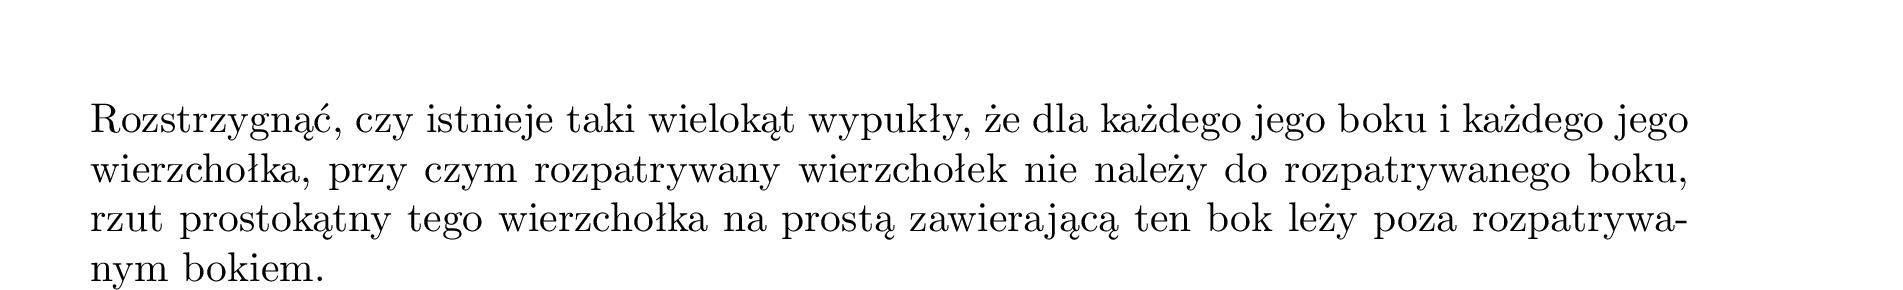 Rozstrzygnąć, czy istnieje taki wielokąt wypukły, że dla każdego jego boku i każdego jego
wierzchołka, przy czym rozpatrywany wierzchołek nie należy do rozpatrywanego boku,
rzut prostokątny tego wierzchołka na prostą zawierającą ten bok leży poza rozpatrywa-
nym bokiem.